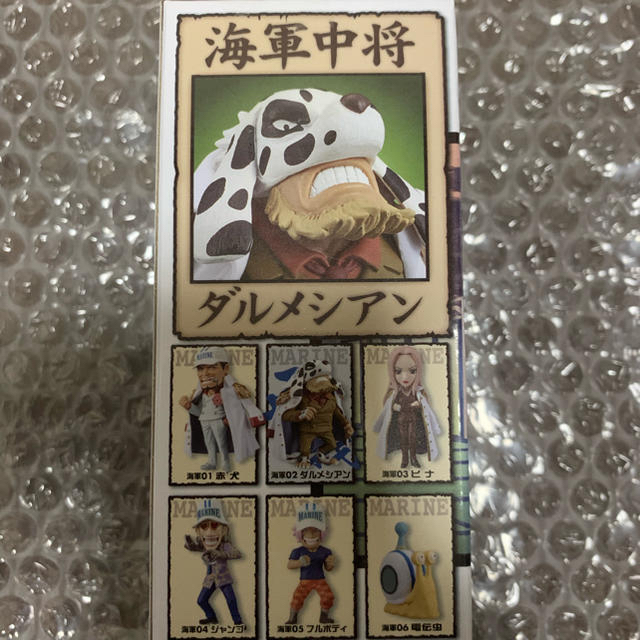 海軍中将
ダルメシアン
MARINE
MARINE
MARINE
海軍01 赤犬
海軍02 ダルメシアン
海軍03 ヒナ
MARINE
MARINE
MARINE
海軍04 ジャンゴ
海軍05 フルボディ
海軍06 電伝虫